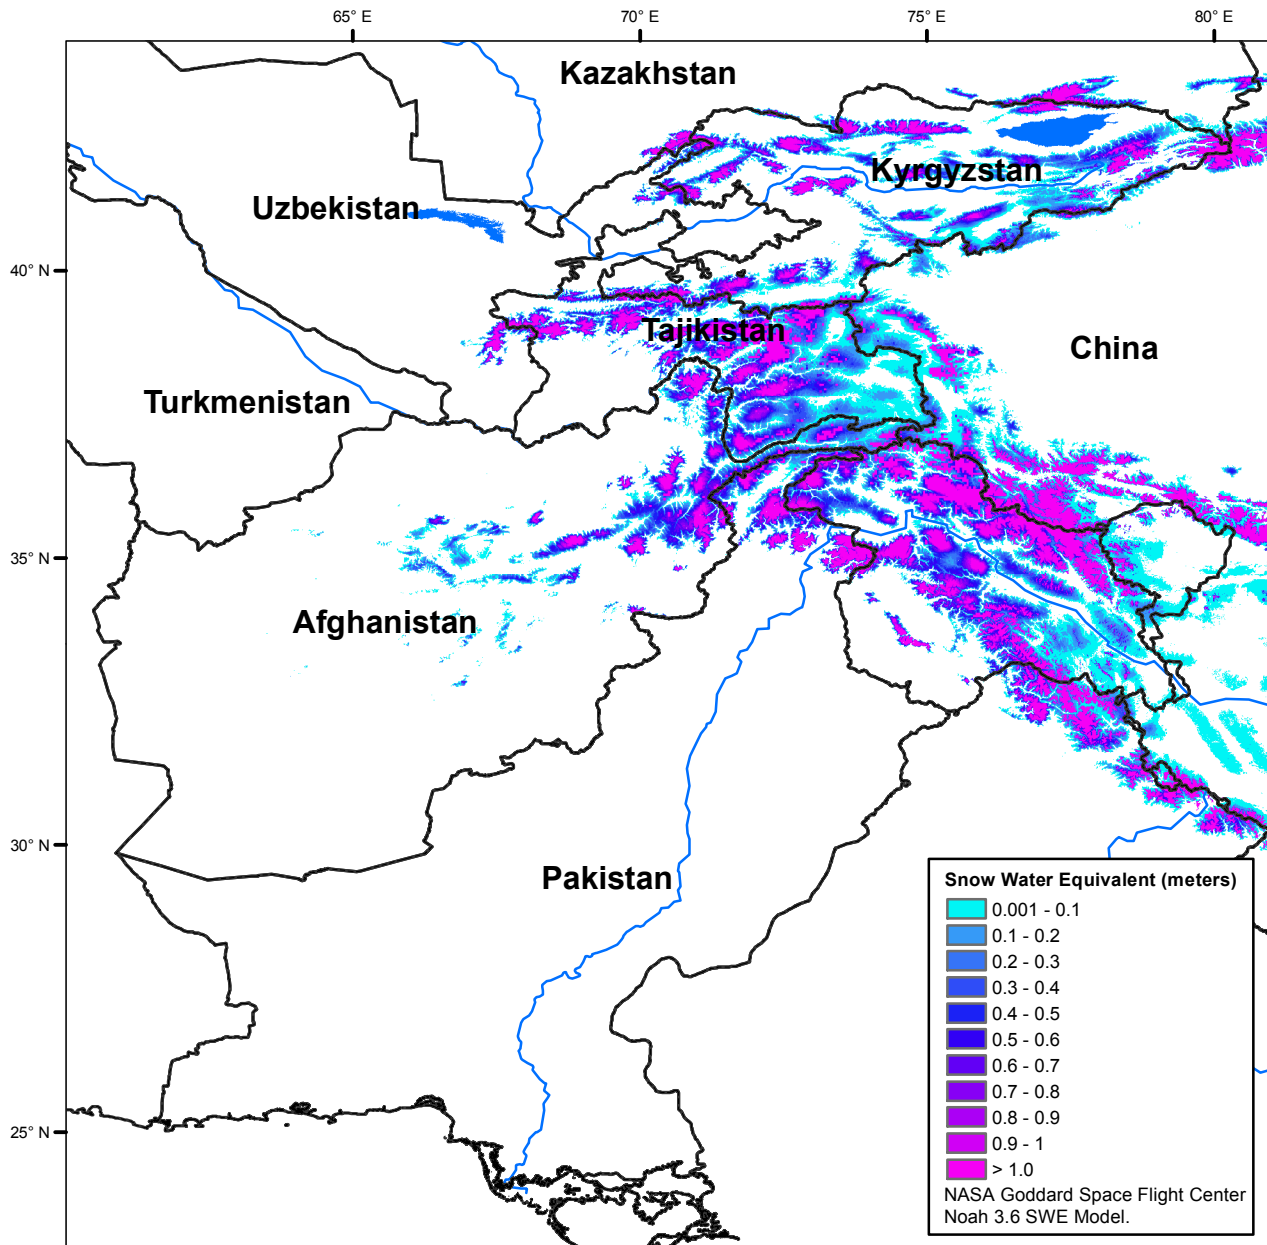 65° E
70° E
75° E
80° E
Kazakhstan
Kyrgyzstan
Uzbekistan
40° N
Tajikistan
China
Turkmenistan
35° N
Afghanistan
30° N
Pakistan
25° N
Snow Water Equivalent (meters)
0.001 - 0.1
0.1 - 0.2
0.2 - 0.3
0.3 - 0.4
0.4 - 0.5
0.5 - 0.6
0.6 - 0.7
0.7 - 0.8
0.8 - 0.9
0.9 - 1
> 1.0
NASA Goddard Space Flight Center
Noah 3.6 SWE Model.